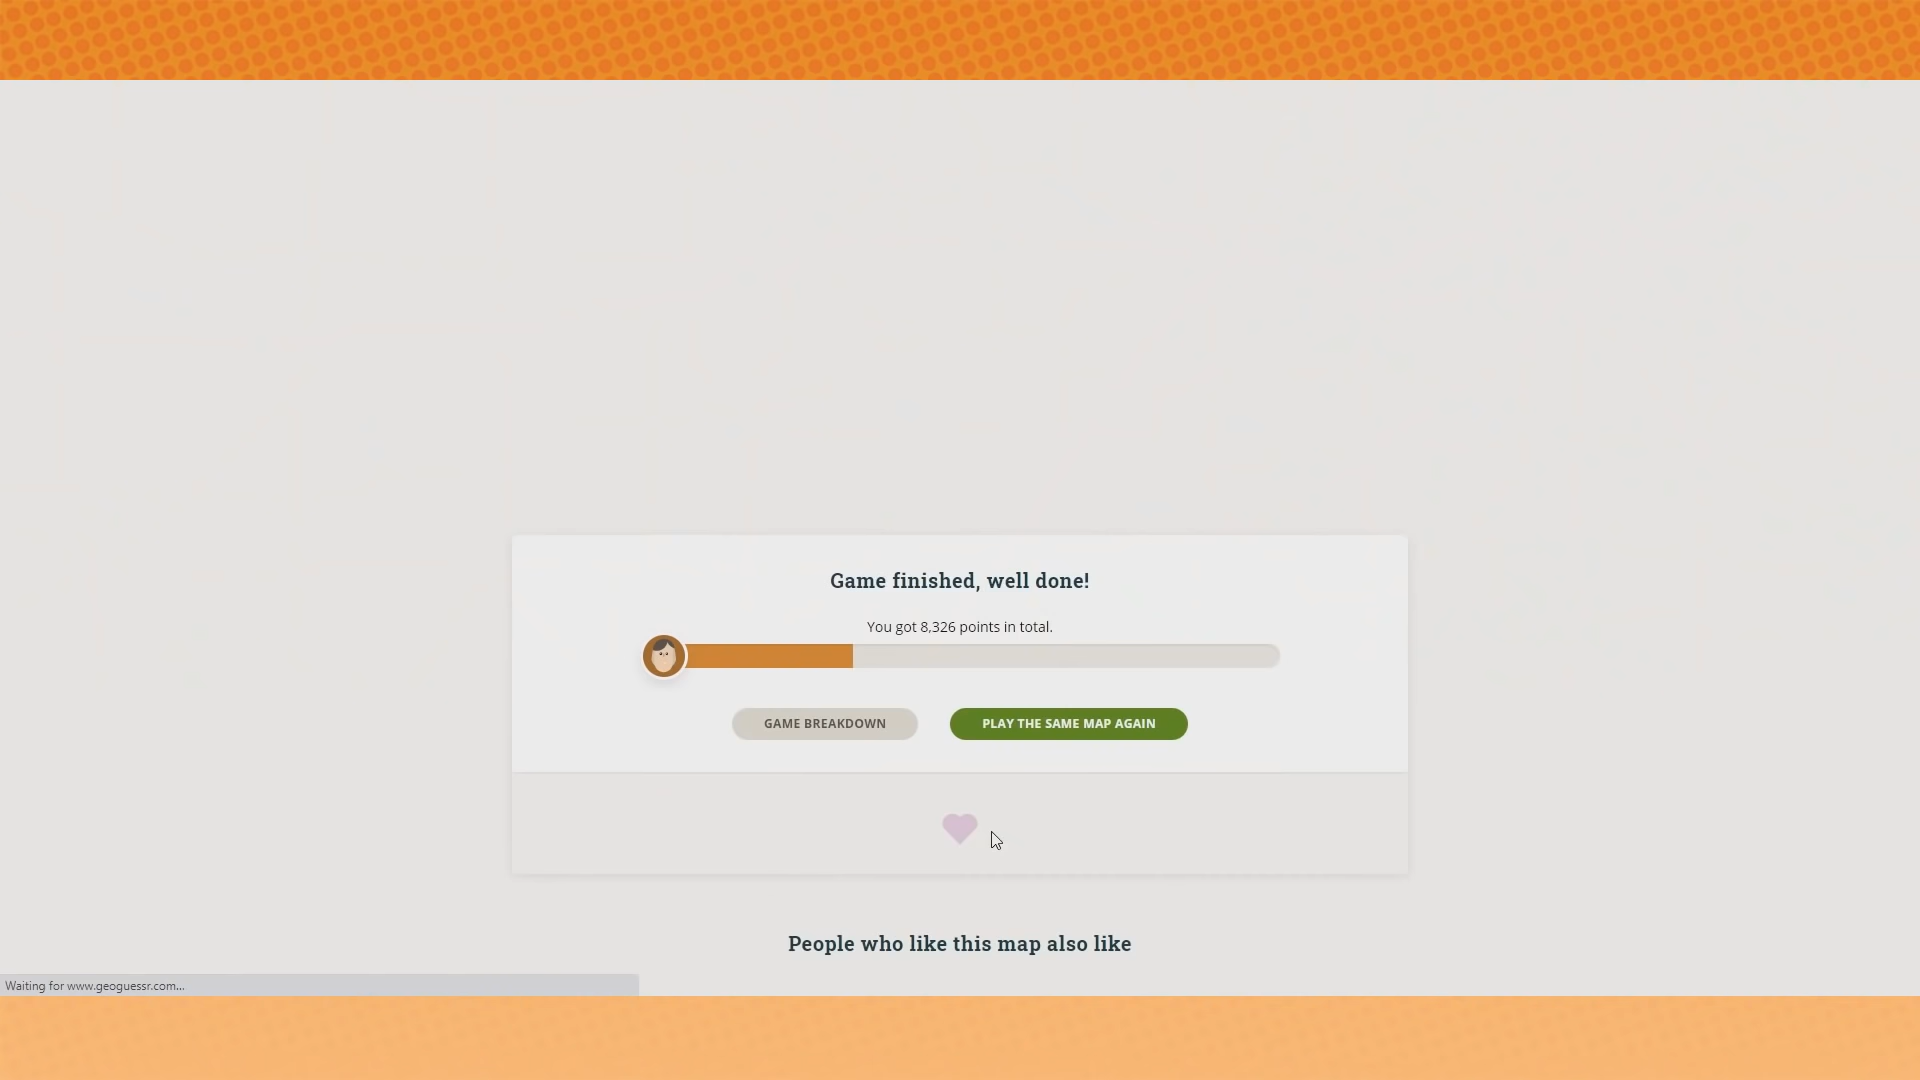 Game finished, well done!
You got 8,326 points in total.
GAME BREAKDOWN
PLAY THE SAME MAP AGAIN
People who like this map also like
Waiting for www.geoguessr.com...